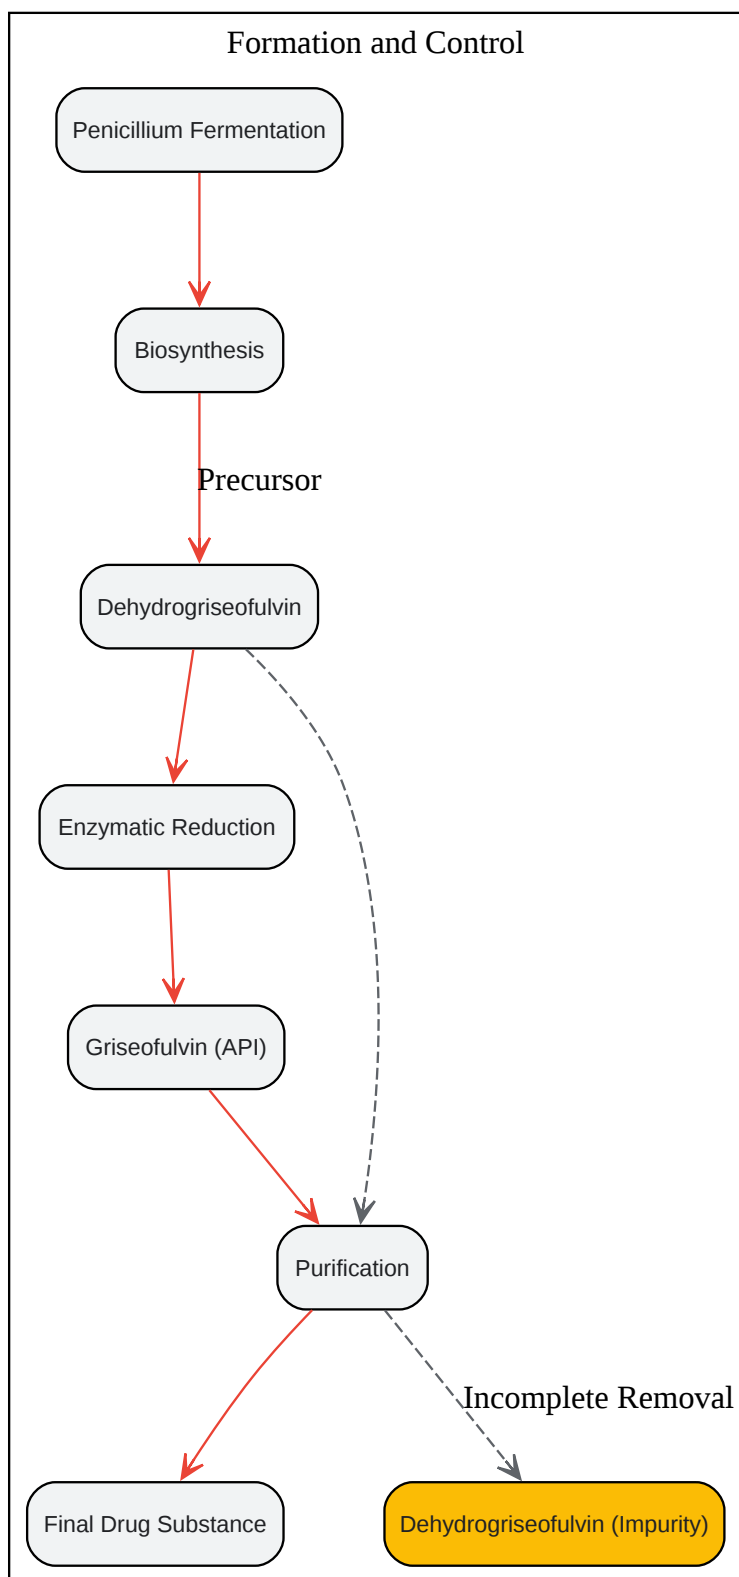 Formation and Control
Penicillium Fermentation
Biosynthesis
Precursor
Dehydrogriseofulvin
Enzymatic Reduction
Griseofulvin (API)
Purification
Incomplete Removal
Final Drug Substance
Dehydrogriseofulvin (Impurity)